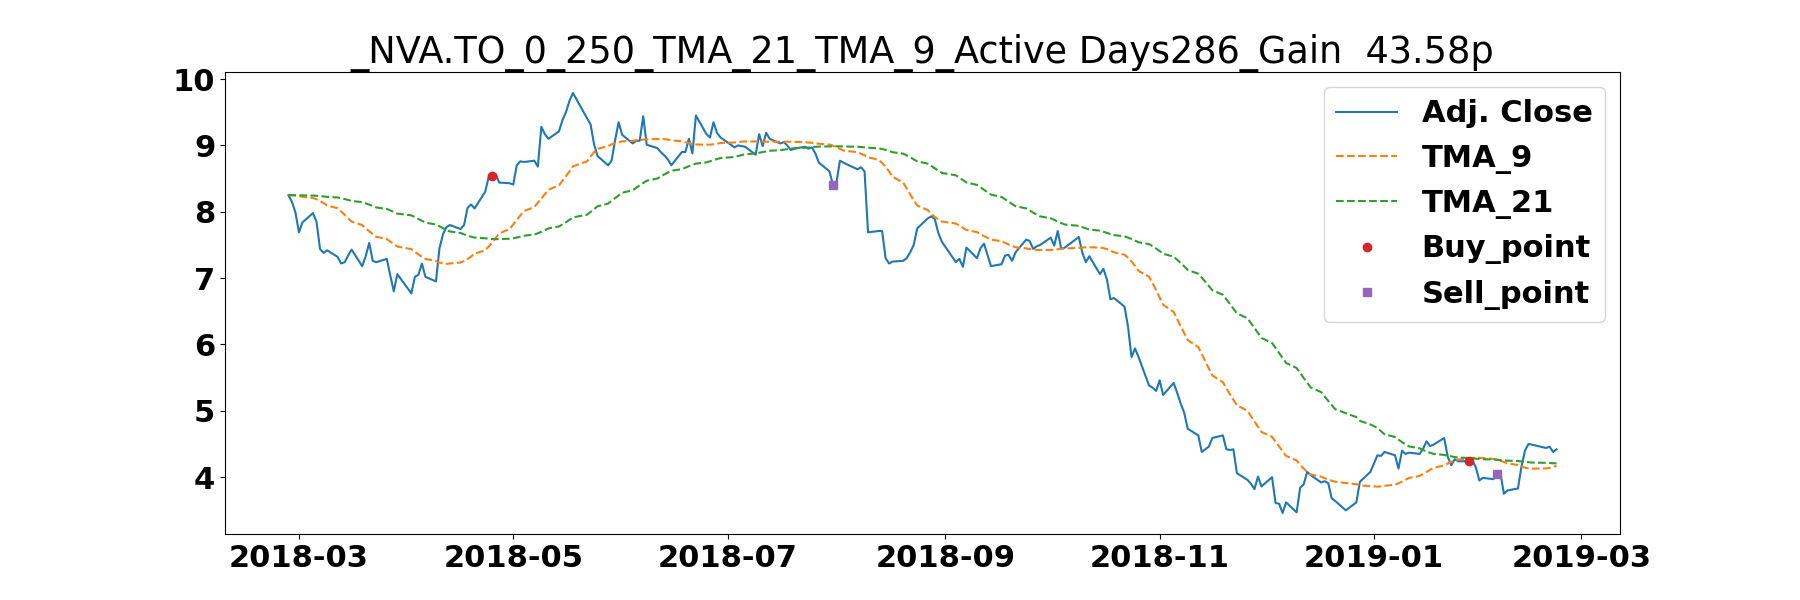 _NVA.TO_0_250_TMA_21_TMA_9_Active Days286_Gain  43.58p
10
9
8
7
6
5
4
Adj. Close
TMA_9
TMA_21
Buy_point
Sell_point
2018-03 2018-05 2018-07 2018-09 2018-11 2019-01 2019-03